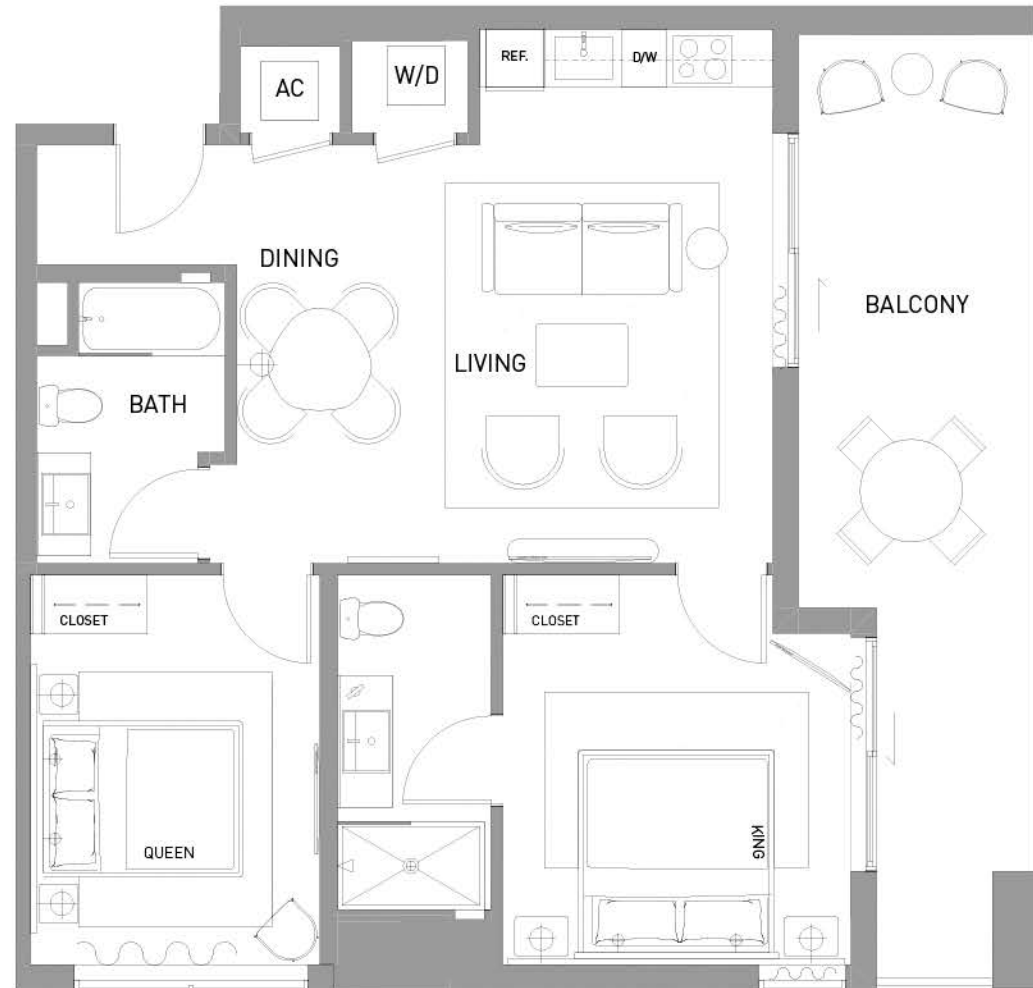 AC
W/D
REF.
D/W
DINING
BALCONY
LIVING
BATH
CLOSET
CLOSET
QUEEN
KING